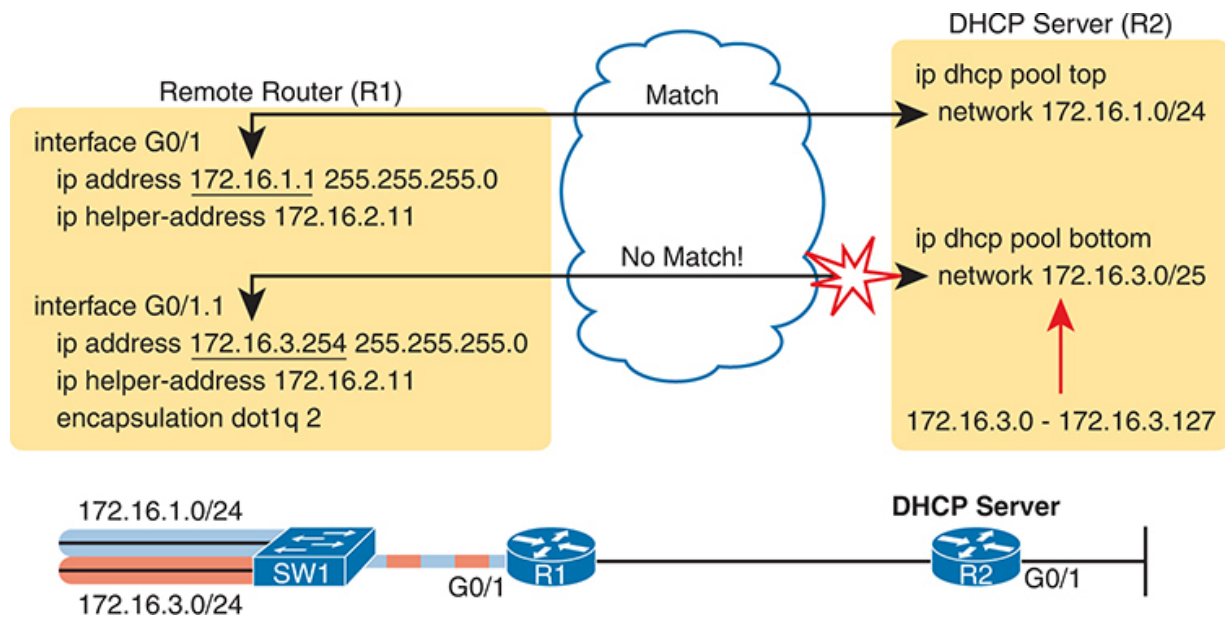 DHCP Server (R2)
Remote Router (R1)
Match
ip dhcp pool top
network 172.16.1.0/24
interface G0/1
ip address 172.16.1.1 255.255.255.0
ip helper-address 172.16.2.11
No Match!
ip dhcp pool bottom
network 172.16.3.0/25
interface G0/1.1
ip address 172.16.3.254 255.255.255.0
ip helper-address 172.16.2.11
encapsulation dot1q 2
172.16.3.0 - 172.16.3.127
172.16.1.0/24
SW1
172.16.3.0/24
G0/1
R1
DHCP Server
R2
G0/1